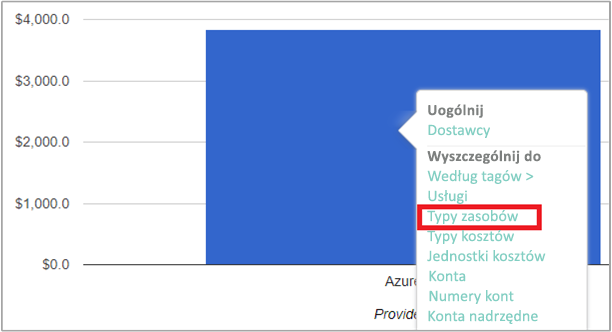 $4,000.0
$3,000.0
$2,000.0
$1,000.0
$0.0
Uogólnij
Dostawcy
Wyszczególnij do
Według tagów >
Usługi
Typy zasobów
Typy kosztów
Jednostki kosztów
Konta
Numery kont
Konta nadrzędne
Azure